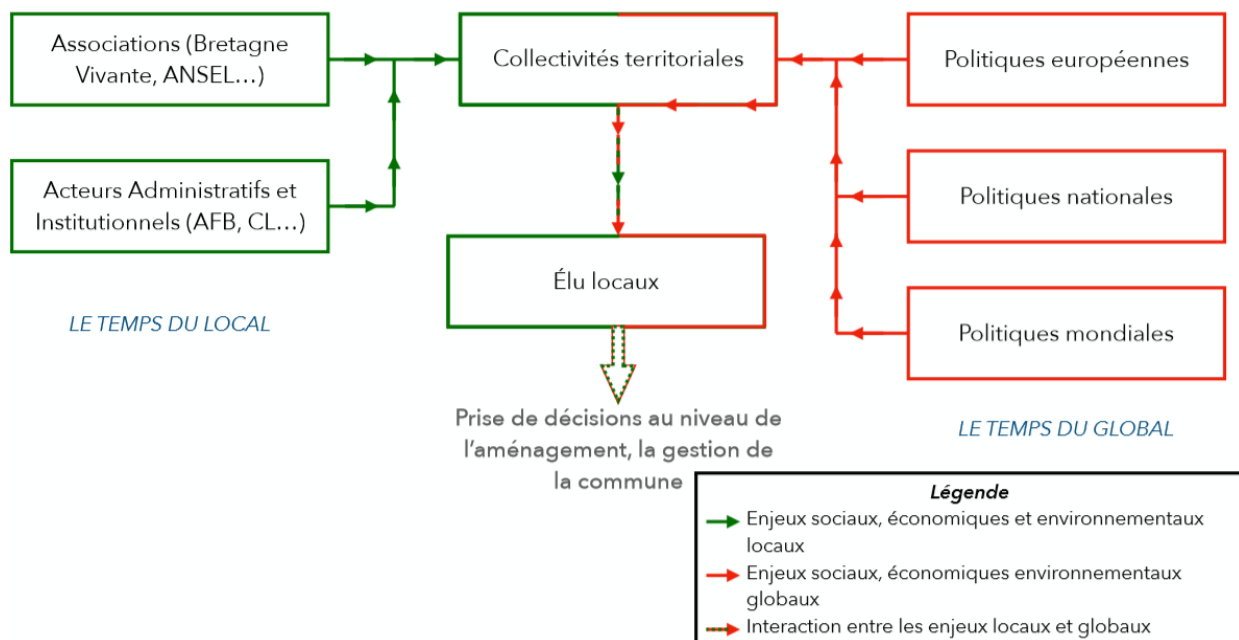 Associations (Bretagne
Vivante, ANSEL...)
Collectivités territoriales
Politiques européennes
Acteurs Administratifs et
Institutionnels (AFB, CL...)
Politiques nationales
Élu locaux
LE TEMPS DU LOCAL
Politiques mondiales
Prise de décisions au niveau de
l'aménagement, la gestion de
la commune
LE TEMPS DU GLOBAL
Légende
Enjeux sociaux, économiques et environnementaux
locaux
Enjeux sociaux, économiques environnementaux
globaux
Interaction entre les enjeux locaux et globaux